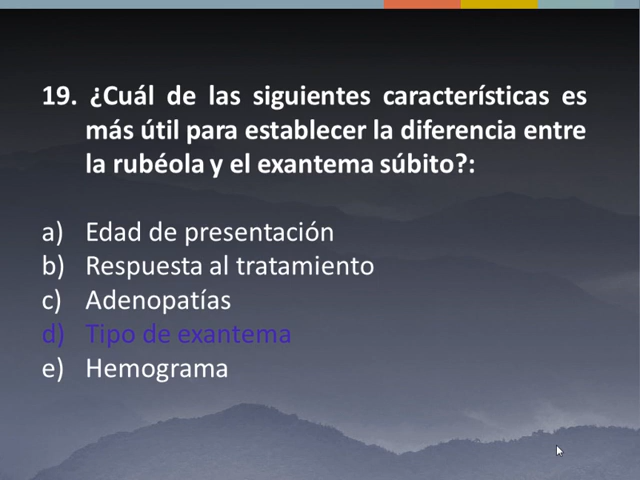 19. ¿Cuál de las siguientes características es
más útil para establecer la diferencia entre
la rubéola y el exantema súbito?:
a) Edad de presentación
b) Respuesta al tratamiento
c) Adenopatías
d) Tipo de exantema
e) Hemograma